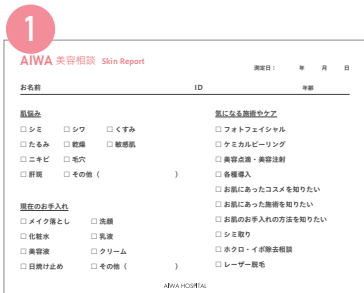 1
AIWA 美容相談 Skin Report
測定日： 年 月 日
お名前 ID 年齢
肌悩み
□ シミ □ シワ □ くすみ
□ たるみ □ 乾燥 □ 敏感肌
□ ニキビ □ 毛穴
□ 肝斑 □ その他（ ）
現在のお手入れ
□ メイク落とし □ 洗顔
□ 化粧水 □ 乳液
□ 美容液 □ クリーム
□ 日焼け止め □ その他（ ）
気になる施術やケア
□ フォトフェイシャル
□ ケミカルピーリング
□ 美容点滴・美容注射
□ 各種導入
□ お肌にあったコスメを知りたい
□ お肌にあった施術を知りたい
□ お肌のお手入れの方法を知りたい
□ シミ取り
□ ホクロ・イボ除去相談
□ レーザー脱毛
AIWA HOSPITAL